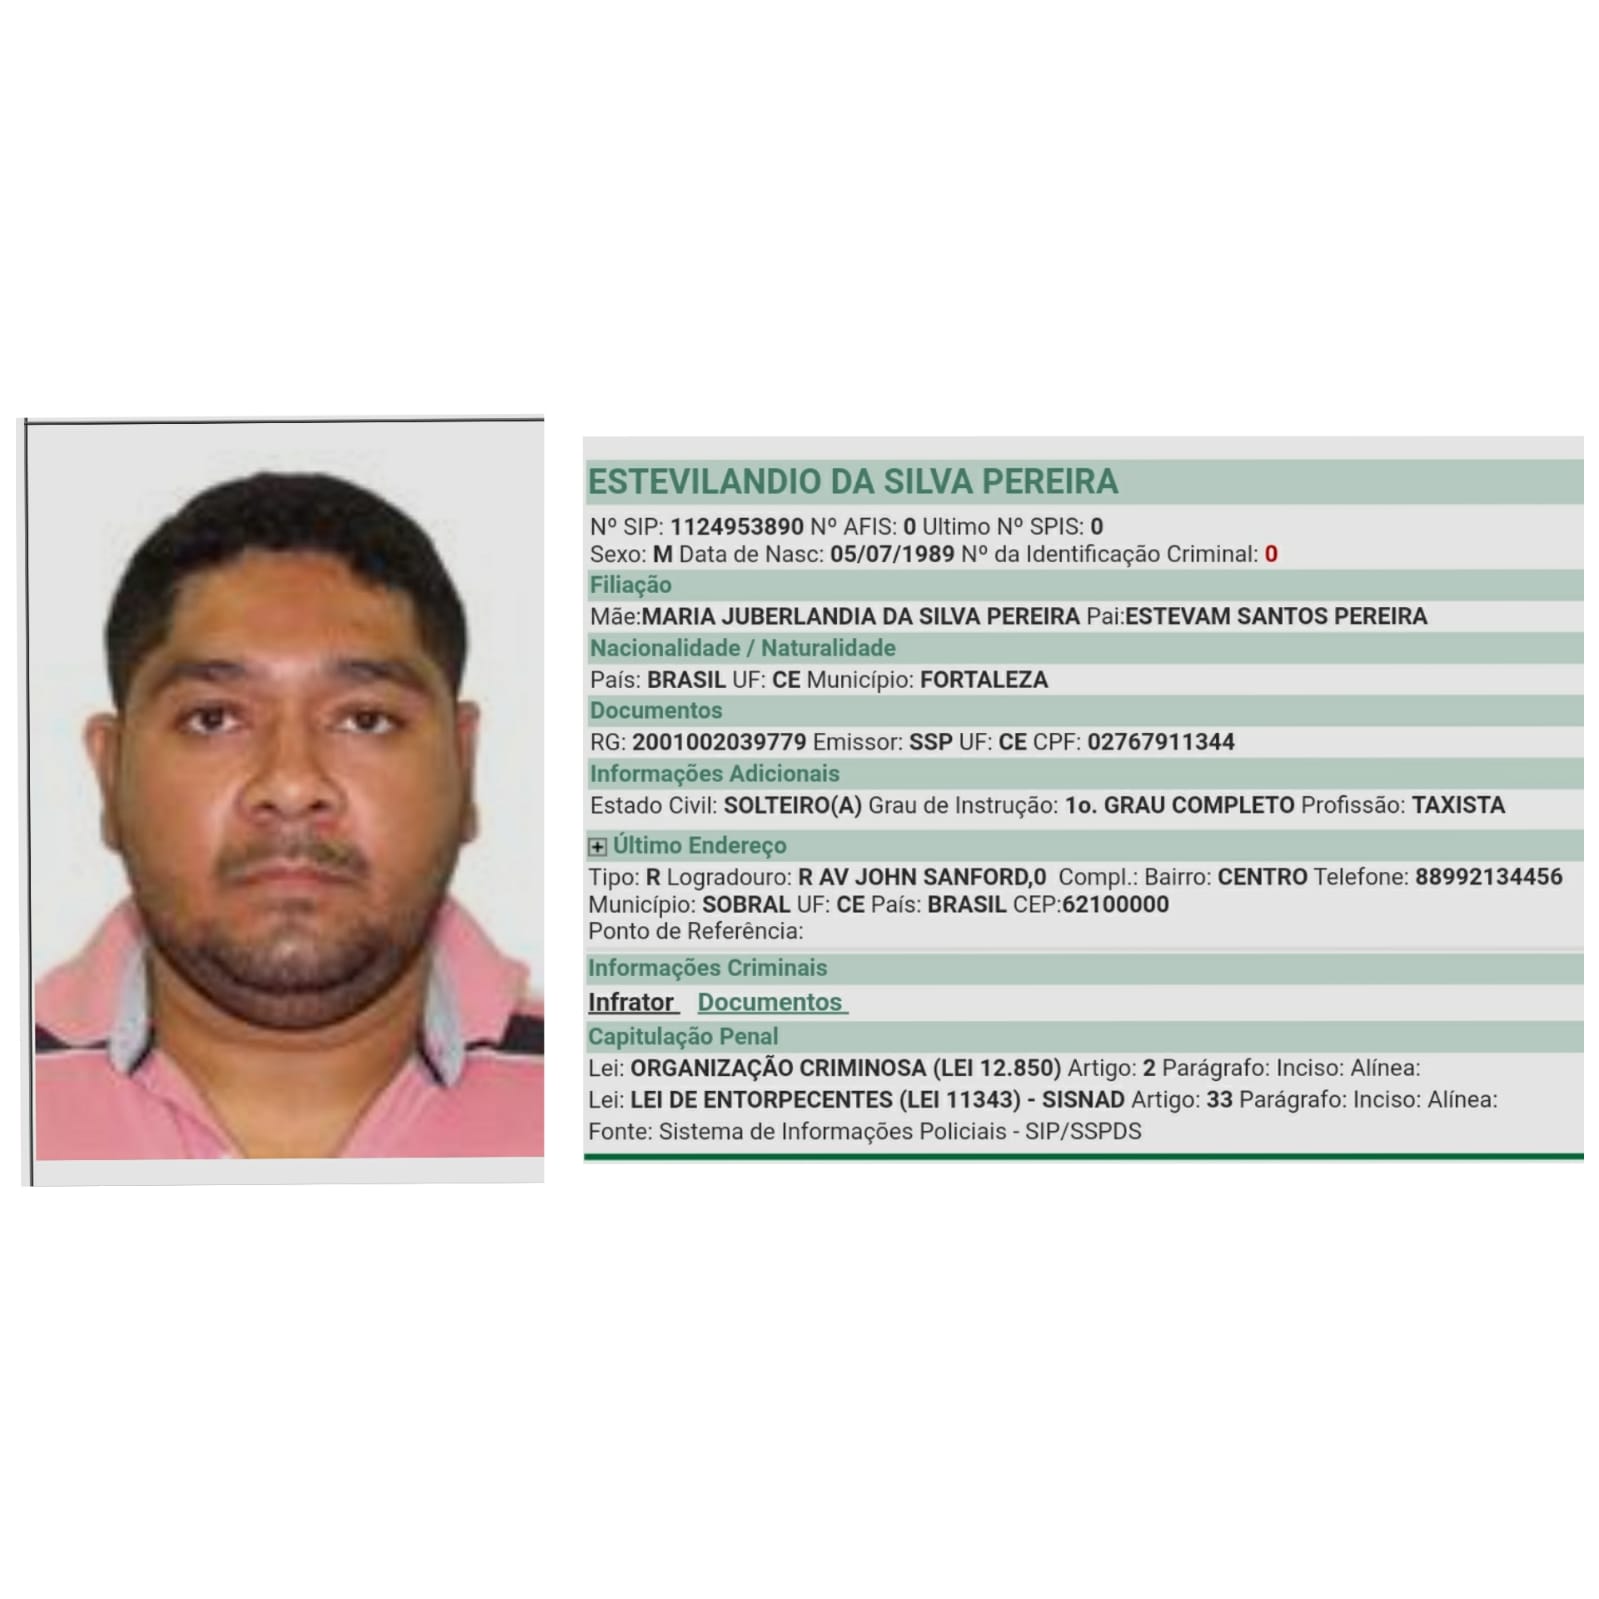 ESTEVILANDIO DA SILVA PEREIRA
Nº SIP: 1124953890 Nº AFIS: 0 Ultimo Nº SPIS: 0
Sexo: M Data de Nasc: 05/07/1989 Nº da Identificação Criminal: 0
Filiação
Mãe:MARIA JUBERLANDIA DA SILVA PEREIRA Pai:ESTEVAM SANTOS PEREIRA
Nacionalidade / Naturalidade
País: BRASIL UF: CE Município: FORTALEZA
Documentos
RG: 2001002039779 Emissor: SSP UF: CE CPF: 02767911344
Informações Adicionais
Estado Civil: SOLTEIRO(A) Grau de Instrução: 1o. GRAU COMPLETO Profissão: TAXISTA
Último Endereço
Tipo: R Logradouro: R AV JOHN SANFORD,0 Compl.: Bairro: CENTRO Telefone: 88992134456
Município: SOBRAL UF: CE País: BRASIL CEP:62100000
Ponto de Referência:
Informações Criminais
Infrator Documentos
Capitulação Penal
Lei: ORGANIZAÇÃO CRIMINOSA (LEI 12.850) Artigo: 2 Parágrafo: Inciso: Alínea:
Lei: LEI DE ENTORPECENTES (LEI 11343) - SISNAD Artigo: 33 Parágrafo: Inciso: Alínea:
Fonte: Sistema de Informações Policiais - SIP/SSPDS